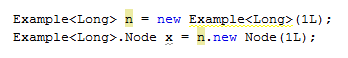 Example<Long> n = new Example<Long>(1L);
Example<Long>.Node x = n.new Node(1L);